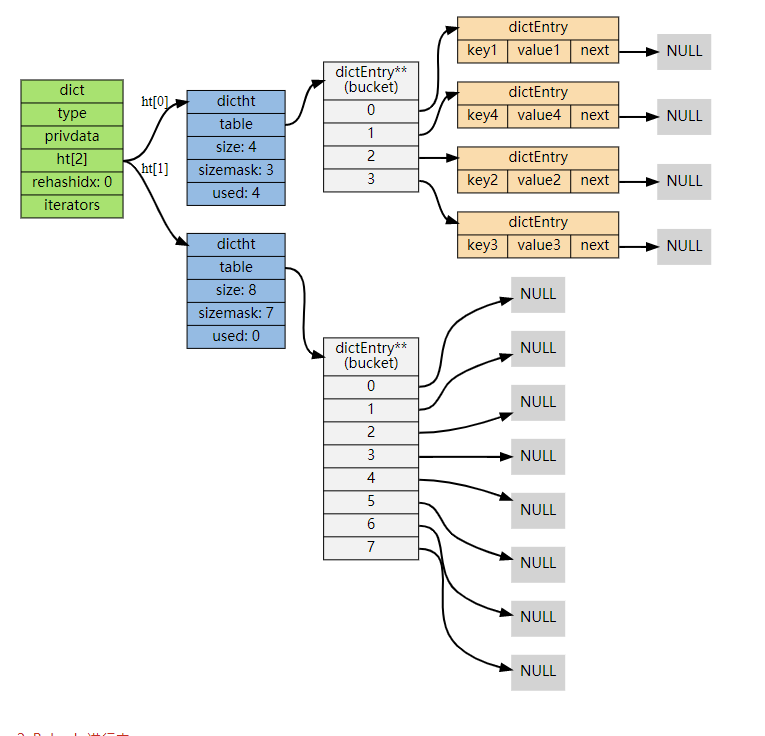 dict
type
privdata
ht[2]
rehashidx: 0
iterators
ht[0]
ht[1]
dictht
table
size: 4
sizemask: 3
used: 4
dictht
table
size: 8
sizemask: 7
used: 0
dictEntry**
(bucket)
0
1
2
3
dictEntry
key1 value1 next
NULL
dictEntry
key4 value4 next
NULL
dictEntry
key2 value2 next
NULL
dictEntry
key3 value3 next
NULL
dictEntry**
(bucket)
0
1
2
3
4
5
6
7
NULL
NULL
NULL
NULL
NULL
NULL
NULL
NULL